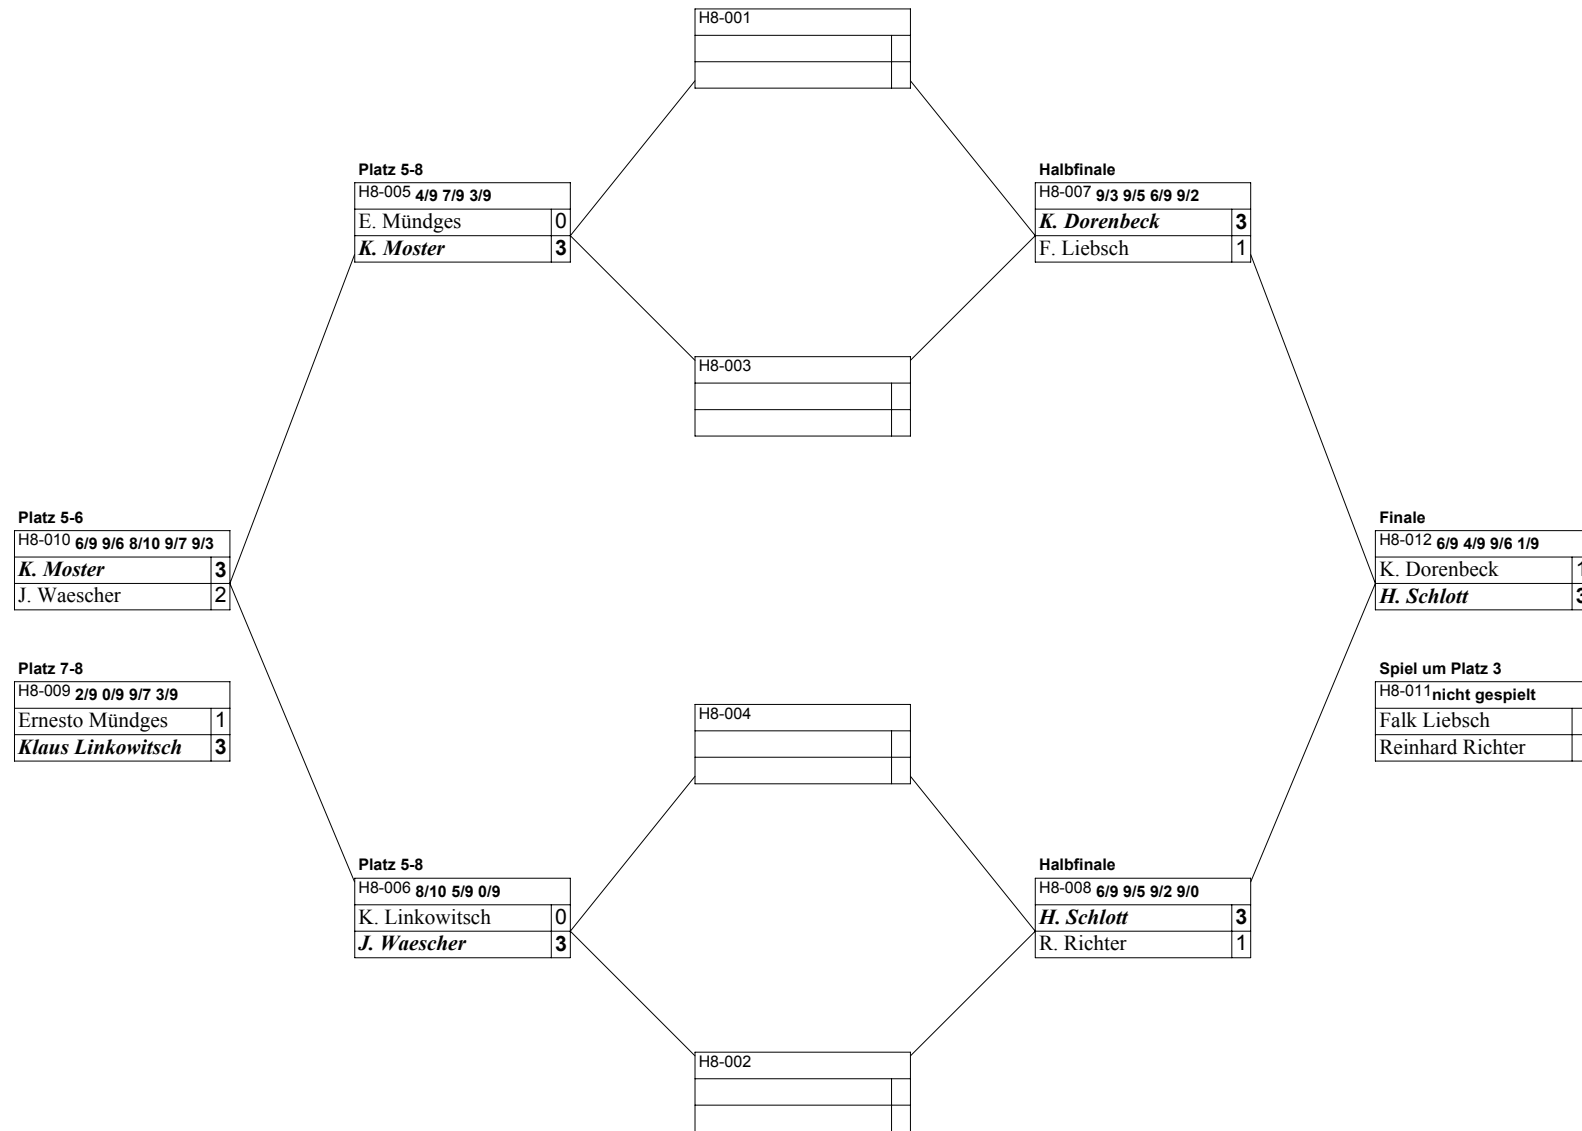 H8-001
Platz 5-8
H8-005 4/9 7/9 3/9
E. Mündges 0
K. Moster 3
Halbfinale
H8-007 9/3 9/5 6/9 9/2
K. Dorenbeck 3
F. Liebsch 1
H8-003
Platz 5-6
H8-010 6/9 9/6 8/10 9/7 9/3
K. Moster 3
J. Waescher 2
Finale
H8-012 6/9 4/9 9/6 1/9
K. Dorenbeck 1
H. Schlott 3
Platz 7-8
H8-009 2/9 0/9 9/7 3/9
Ernesto Mündges 1
Klaus Linkowitsch 3
Spiel um Platz 3
H8-011 nicht gespielt
Falk Liebsch
Reinhard Richter
H8-004
Platz 5-8
H8-006 8/10 5/9 0/9
K. Linkowitsch 0
J. Waescher 3
Halbfinale
H8-008 6/9 9/5 9/2 9/0
H. Schlott 3
R. Richter 1
H8-002